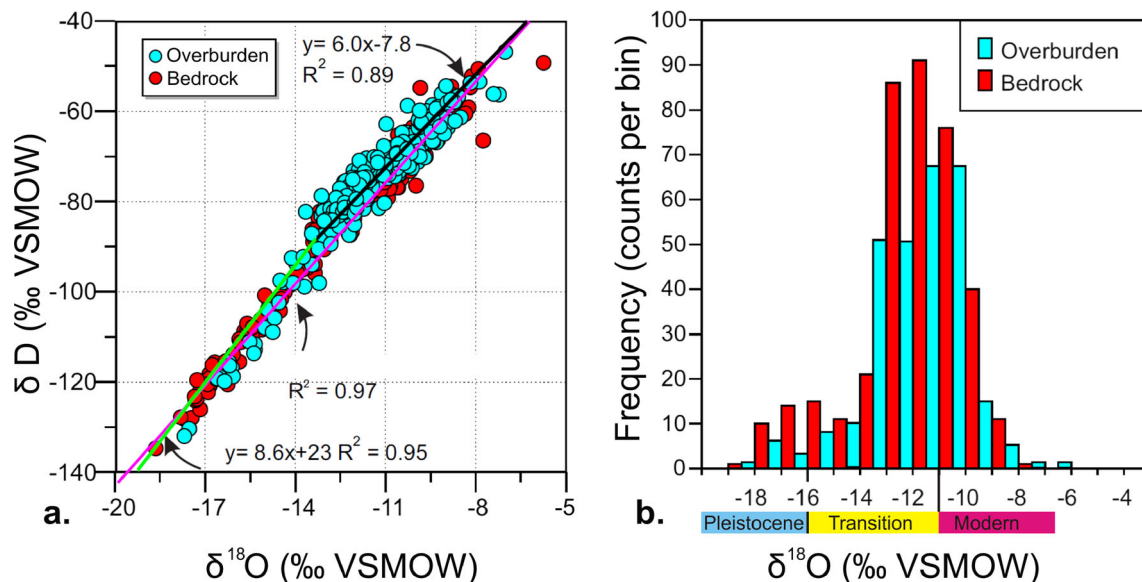 -40
-60
-80
-100
-120
-140
δ D (‰ VSMOW)
Overburden
Bedrock
y= 6.0x-7.8
R² = 0.89
R² = 0.97
y= 8.6x+23 R² = 0.95
-20 -17 -14 -11 -8 -5
a.
δ¹⁸O (‰ VSMOW)
100
90
80
70
60
50
40
30
20
10
0
Frequency (counts per bin)
Overburden
Bedrock
-18 -16 -14 -12 -10 -8 -6 -4
Pleistocene Transition Modern
b.
δ¹⁸O (‰ VSMOW)